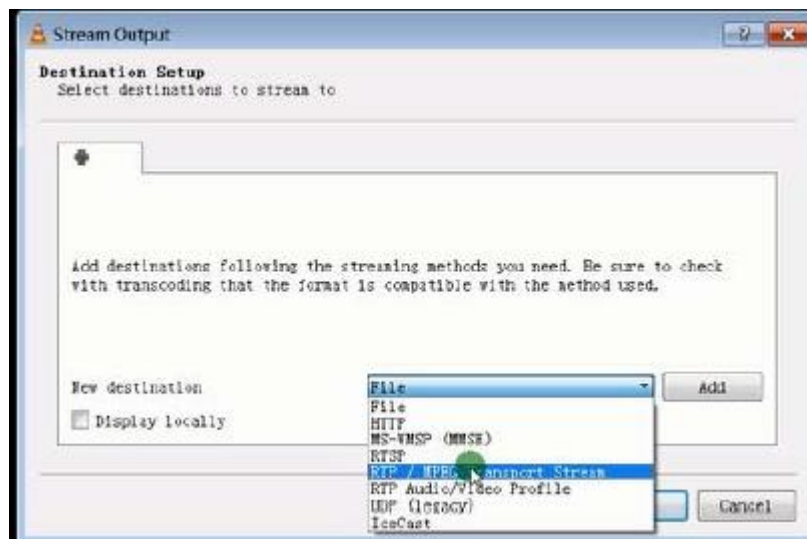 Stream Output
Destination Setup
Select destinations to stream to
Add destinations following the streaming methods you need. Be sure to check
with transcoding that the format is compatible with the method used.
New destination
File
Add
Display locally
File
HTTP
MS-WMSP (MMSH)
RTSP
RTP / MPEG Transport Stream
RTP Audio/Video Profile
UDP (legacy)
IceCast
Cancel